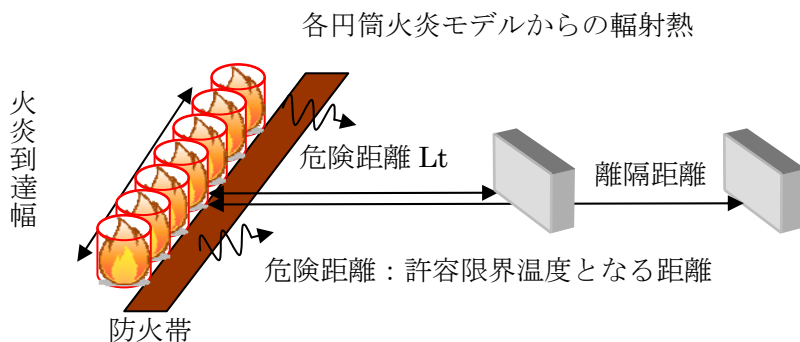 各円筒火炎モデルからの輻射熱
火炎到達幅
危険距離 Lt
離隔距離
危険距離：許容限界温度となる距離
防火帯